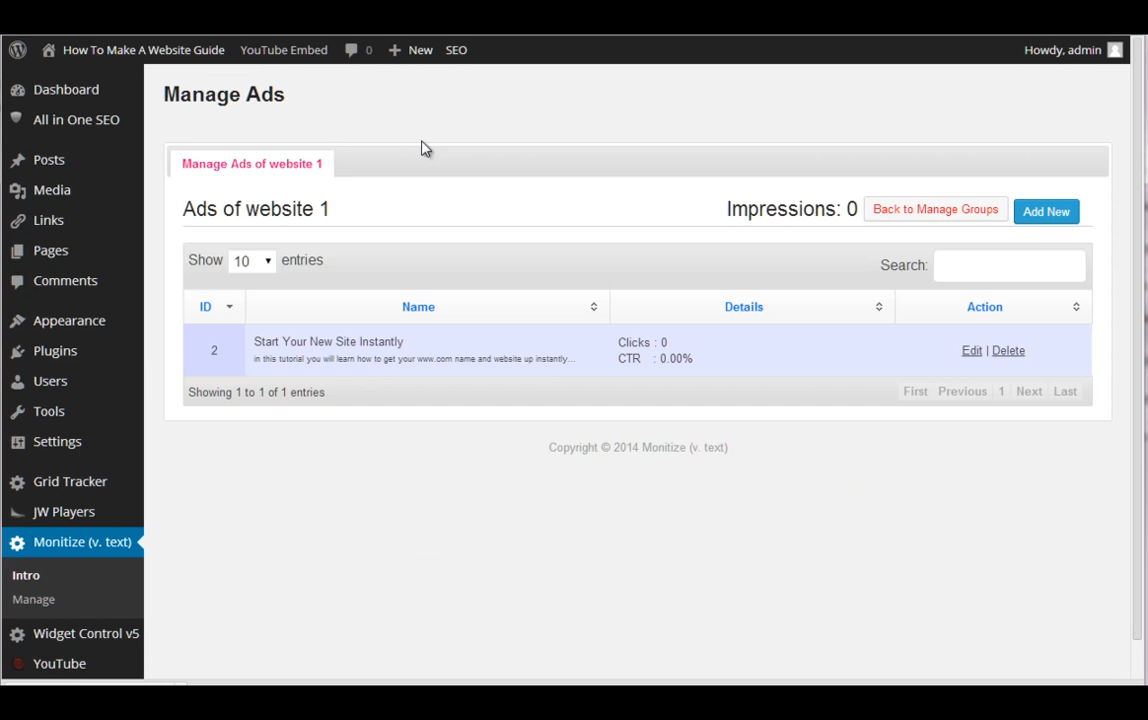 How To Make A Website Guide YouTube Embed 0 New SEO Howdy, admin
Dashboard
All in One SEO
Posts
Media
Links
Pages
Comments
Appearance
Plugins
Users
Tools
Settings
Grid Tracker
JW Players
Monitize (v. text)
Intro
Manage
Widget Control v5
YouTube
Manage Ads
Manage Ads of website 1
Ads of website 1 Impressions: 0 Back to Manage Groups Add New
Show 10 entries Search:
ID Name Details Action
2 Start Your New Site Instantly Clicks : 0 Edit | Delete
in this tutorial you will learn how to get your www.com name and website up instantly... CTR : 0.00%
Showing 1 to 1 of 1 entries First Previous 1 Next Last
Copyright © 2014 Monitize (v. text)